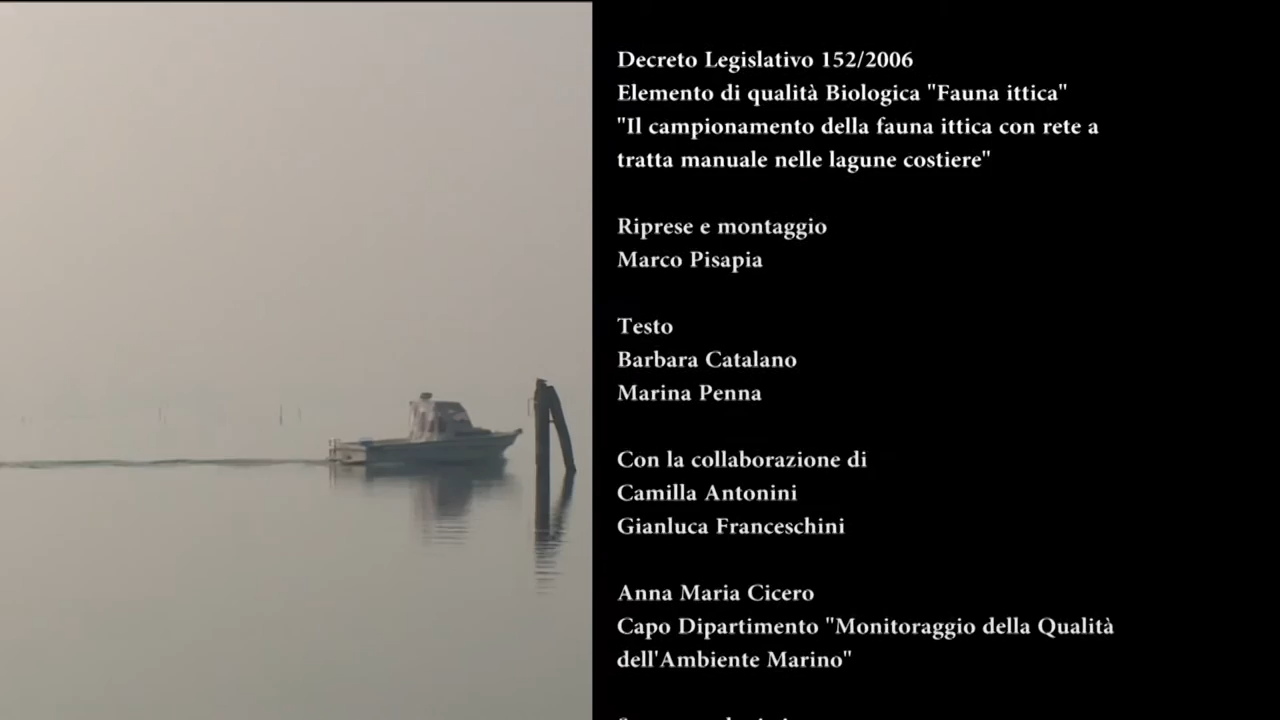 Decreto Legislativo 152/2006
Elemento di qualità Biologica "Fauna ittica"
"Il campionamento della fauna ittica con rete a
tratta manuale nelle lagune costiere"
Riprese e montaggio
Marco Pisapia
Testo
Barbara Catalano
Marina Penna
Con la collaborazione di
Camilla Antonini
Gianluca Franceschini
Anna Maria Cicero
Capo Dipartimento "Monitoraggio della Qualità
dell'Ambiente Marino"